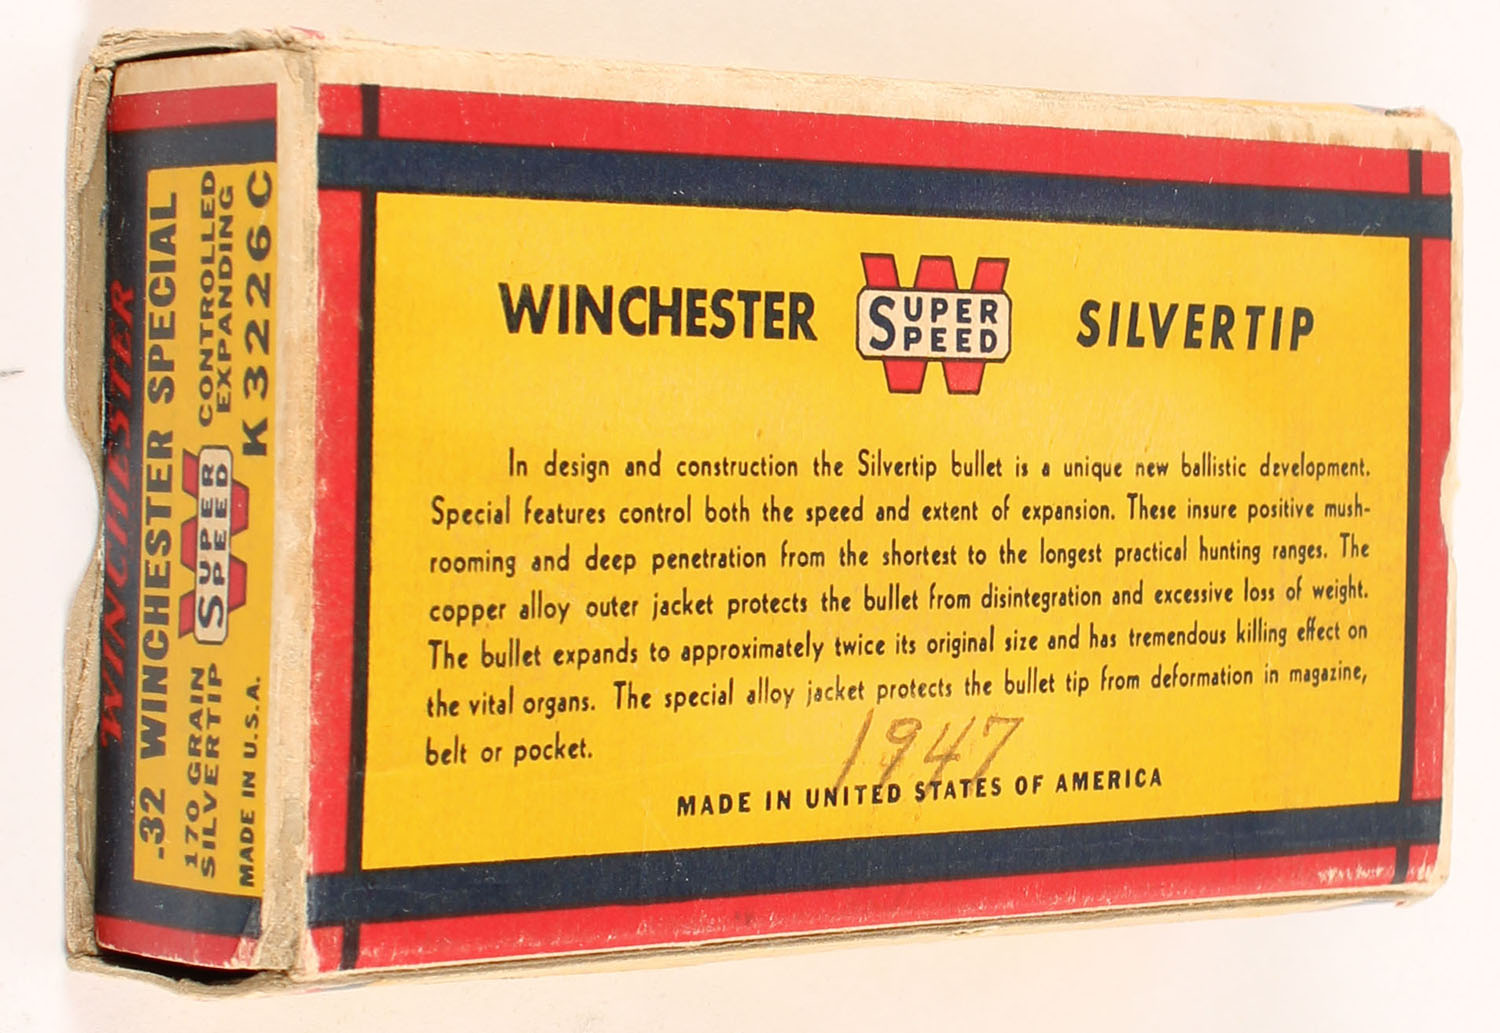 WINCHESTER
.32 WINCHESTER SPECIAL
170 GRAIN
SILVERTIP
SUPER
SPEED
CONTROLLED
EXPANDING
MADE IN U.S.A.
K3226C
WINCHESTER SUPER SPEED SILVERTIP
In design and construction the Silvertip bullet is a unique new ballistic development.
Special features control both the speed and extent of expansion. These insure positive mush-
rooming and deep penetration from the shortest to the longest practical hunting ranges. The
copper alloy outer jacket protects the bullet from disintegration and excessive loss of weight.
The bullet expands to approximately twice its original size and has tremendous killing effect on
the vital organs. The special alloy jacket protects the bullet tip from deformation in magazine,
belt or pocket.
1947
MADE IN UNITED STATES OF AMERICA